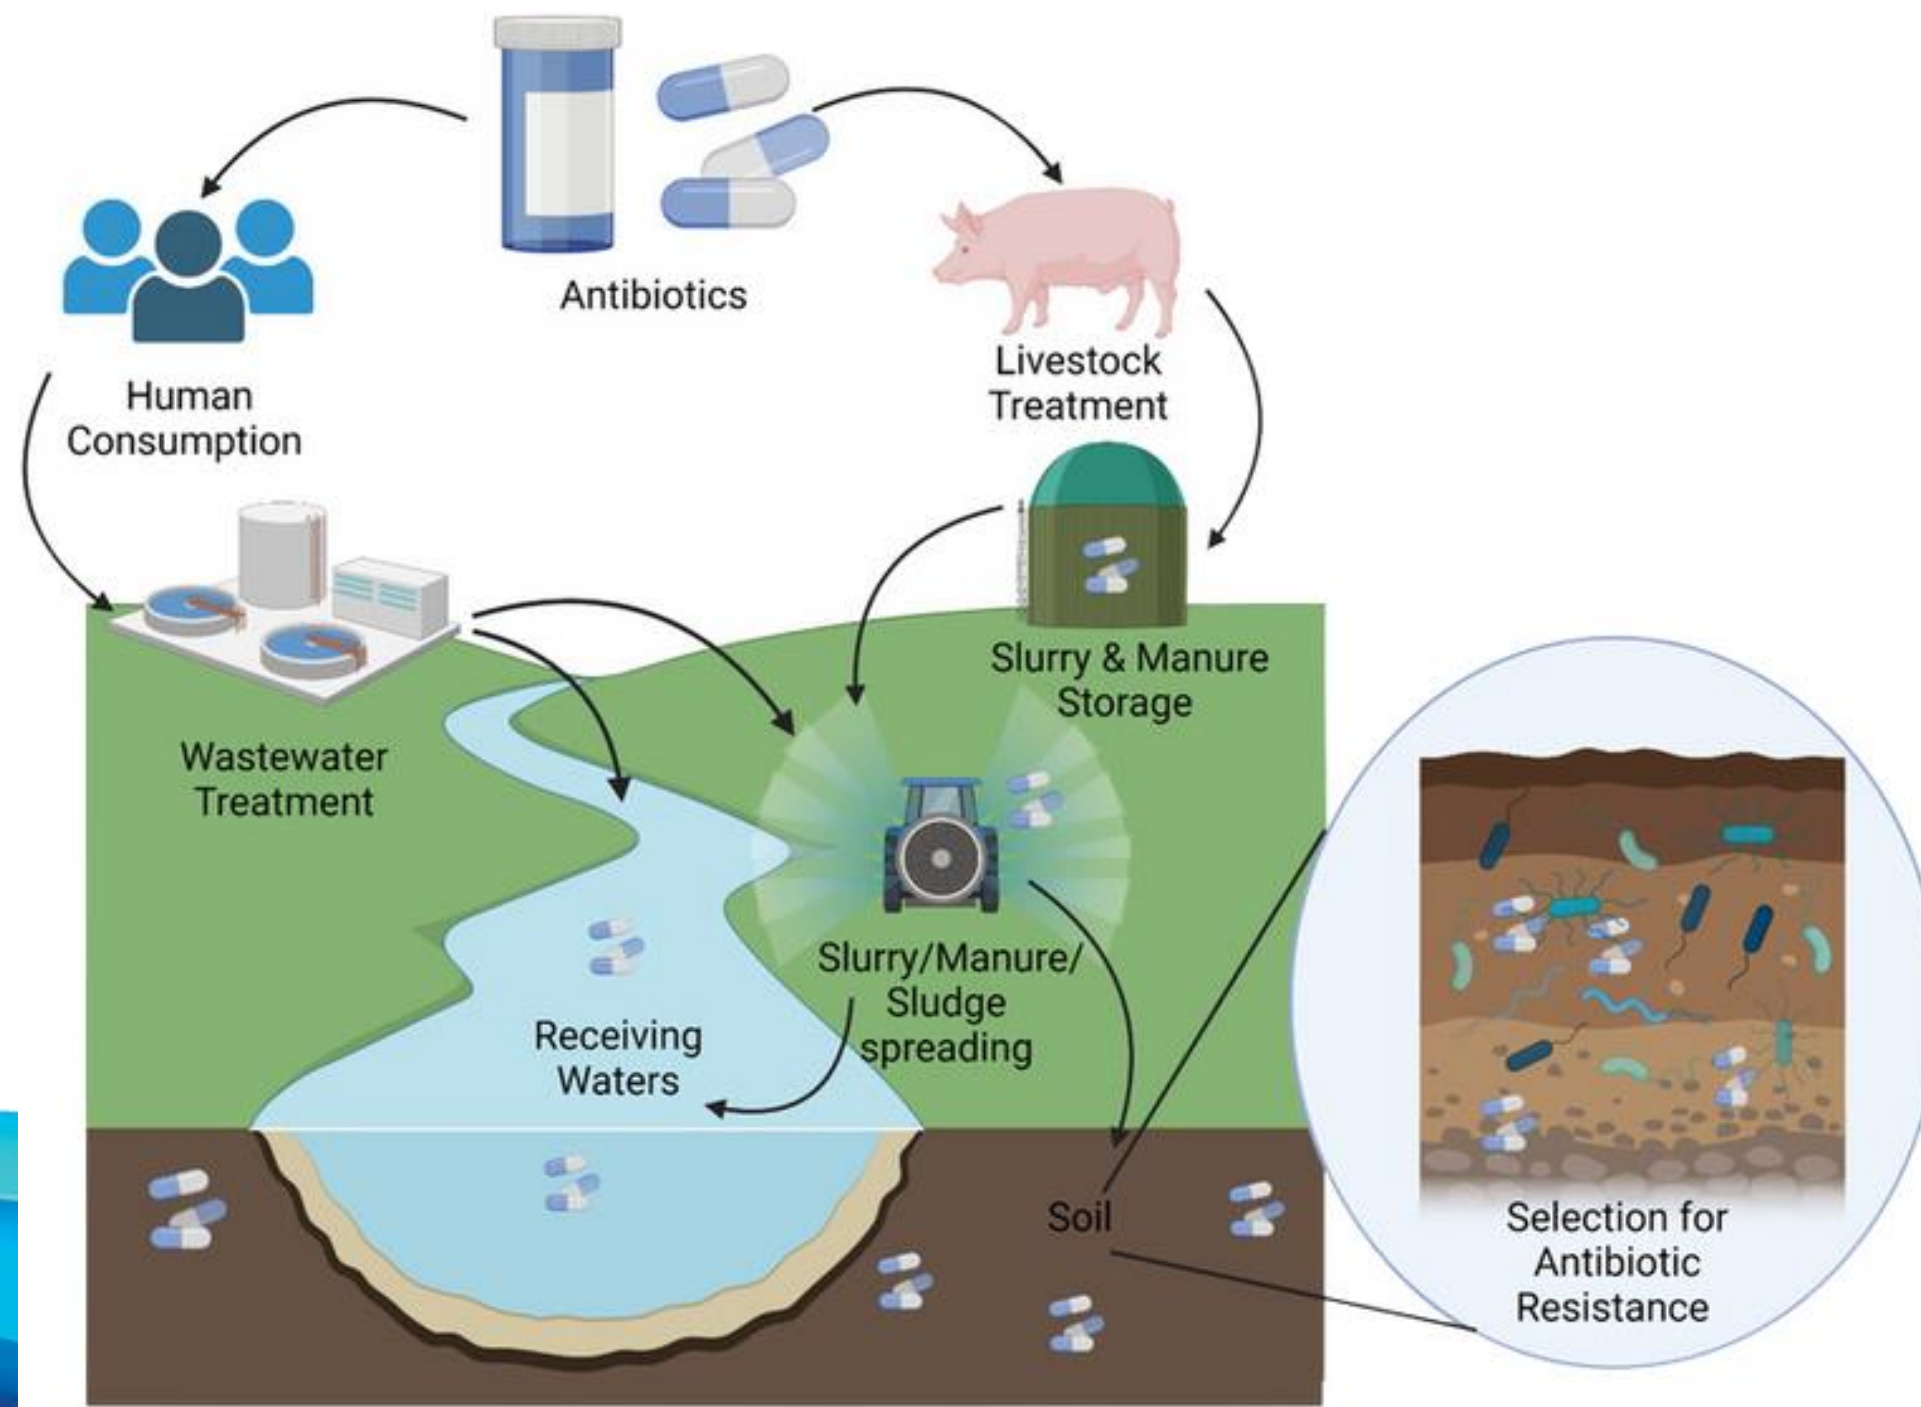 Antibiotics
Human
Consumption
Livestock
Treatment
Slurry & Manure
Storage
Wastewater
Treatment
Slurry/Manure/
Sludge
spreading
Receiving
Waters
Soil
Selection for
Antibiotic
Resistance